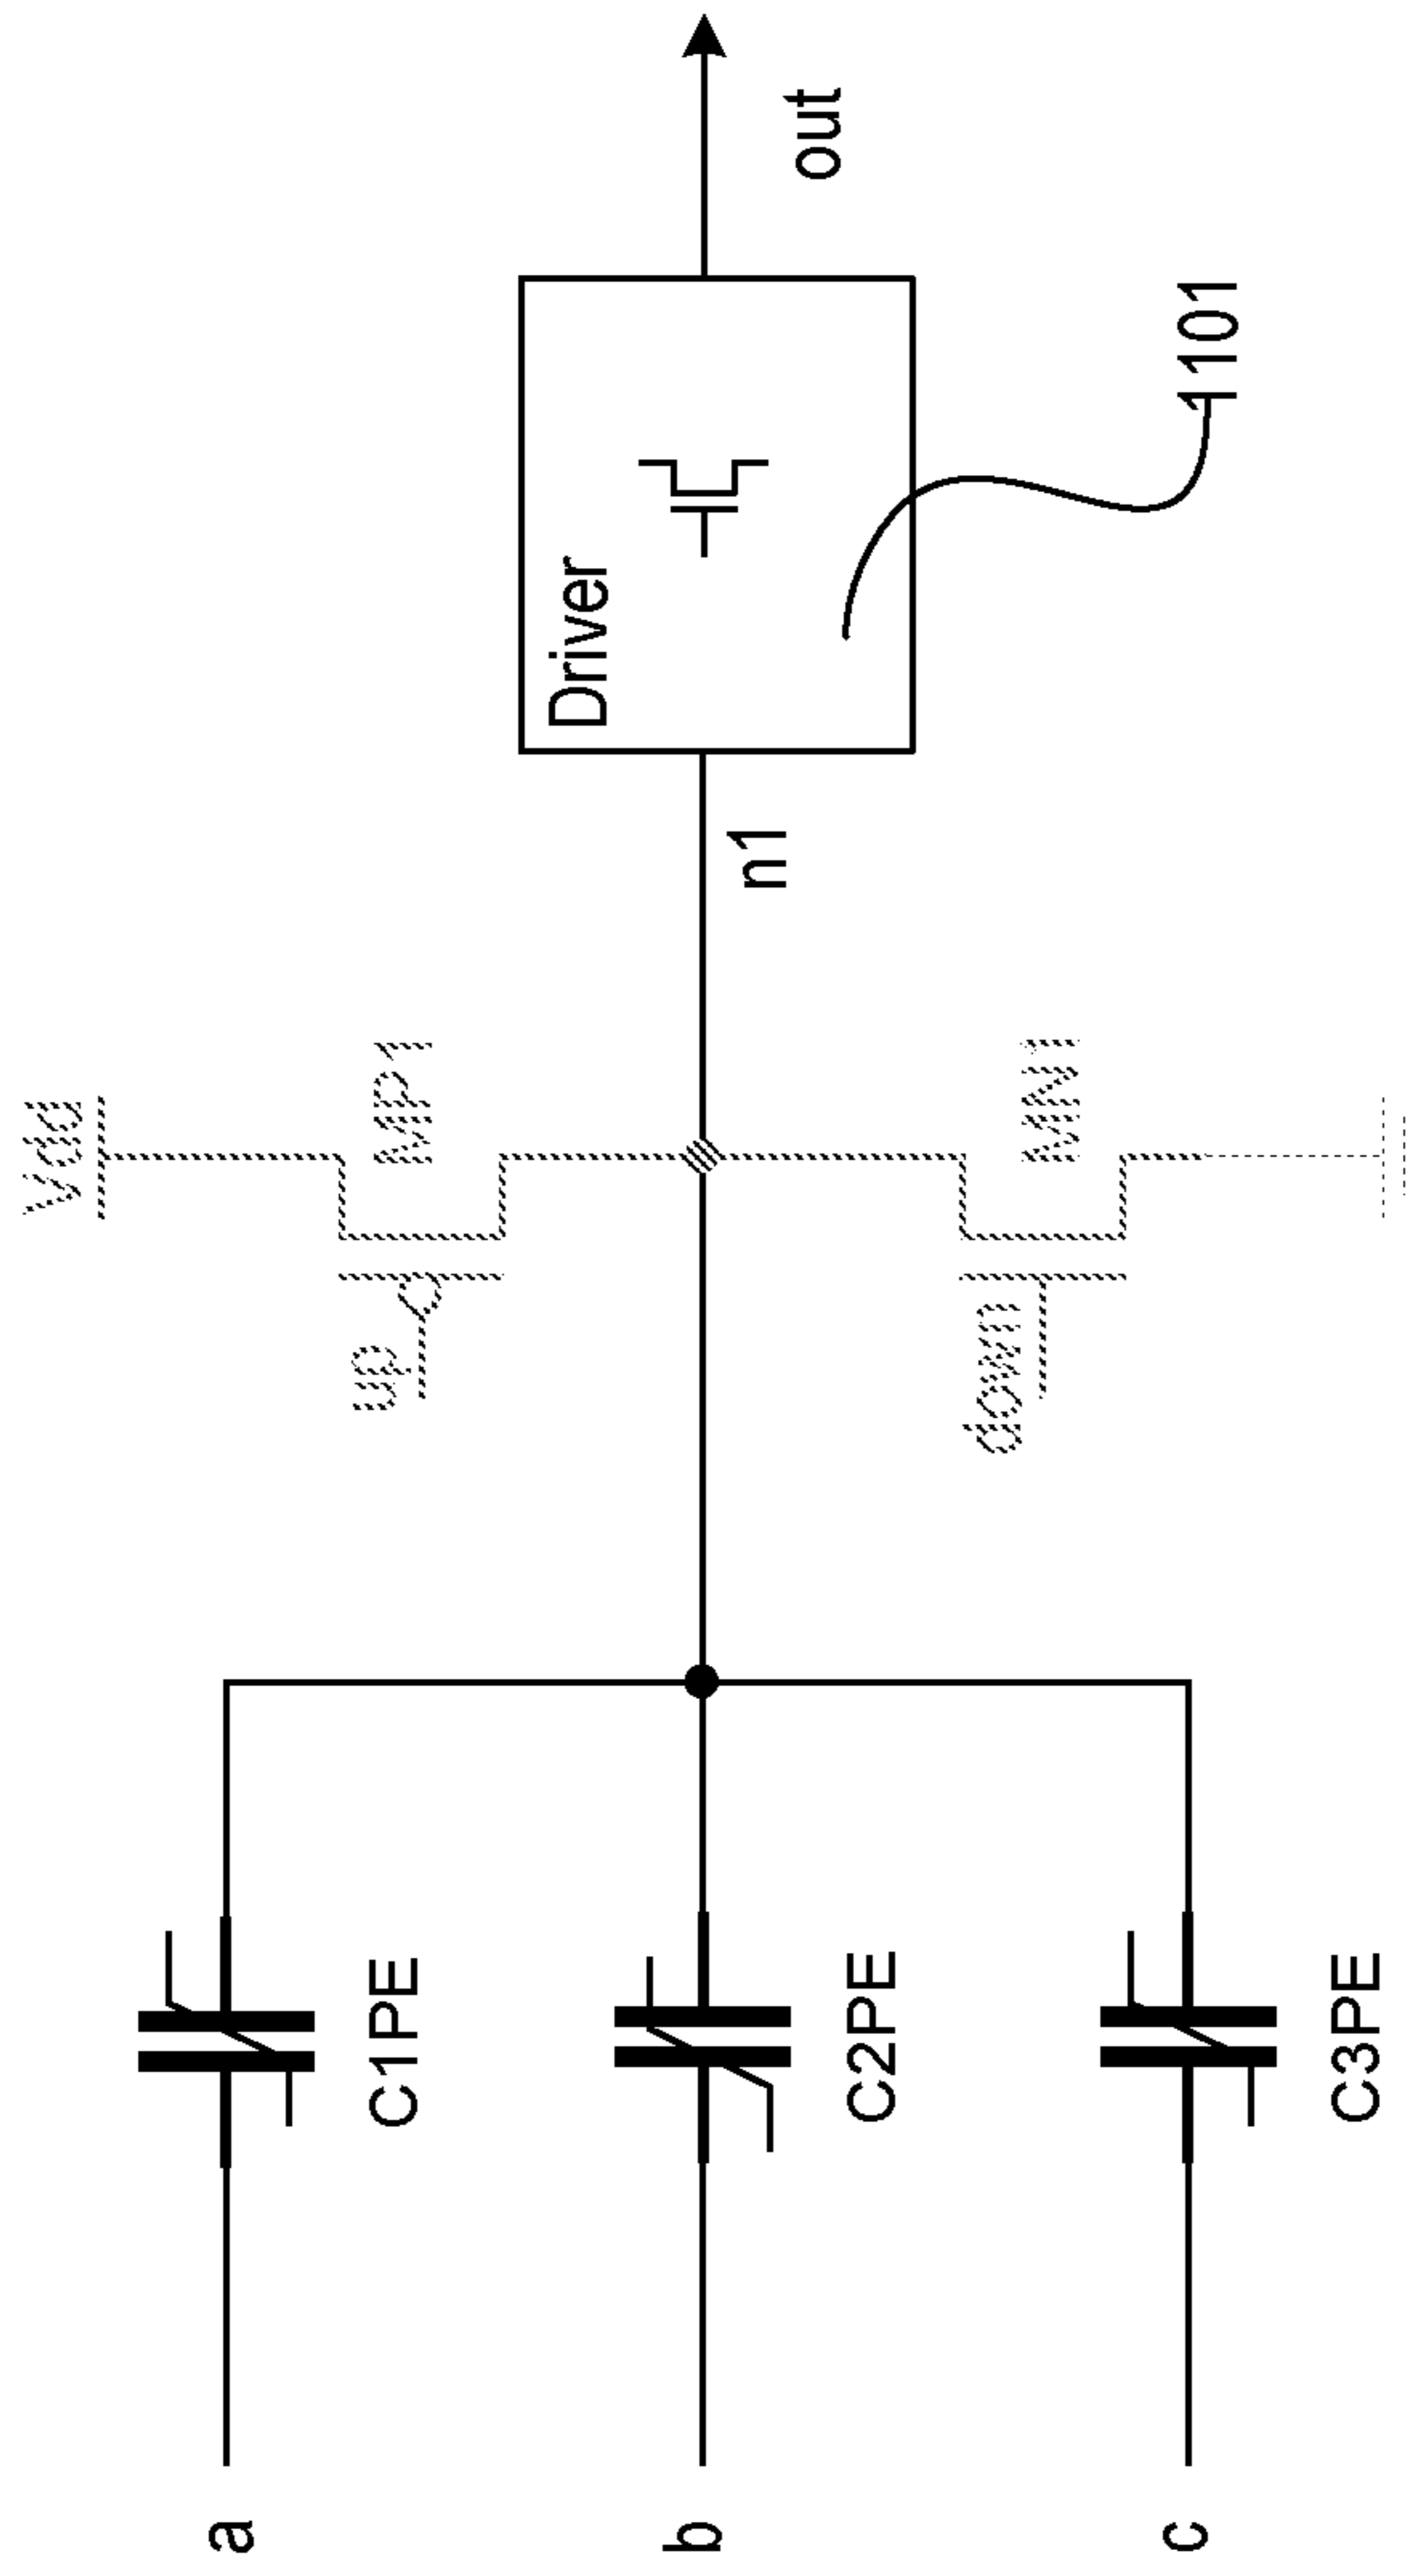 a
b
c
C1PE
C2PE
C3PE
Vdd
up
MP1
down
MN1
n1
Driver
1101
out